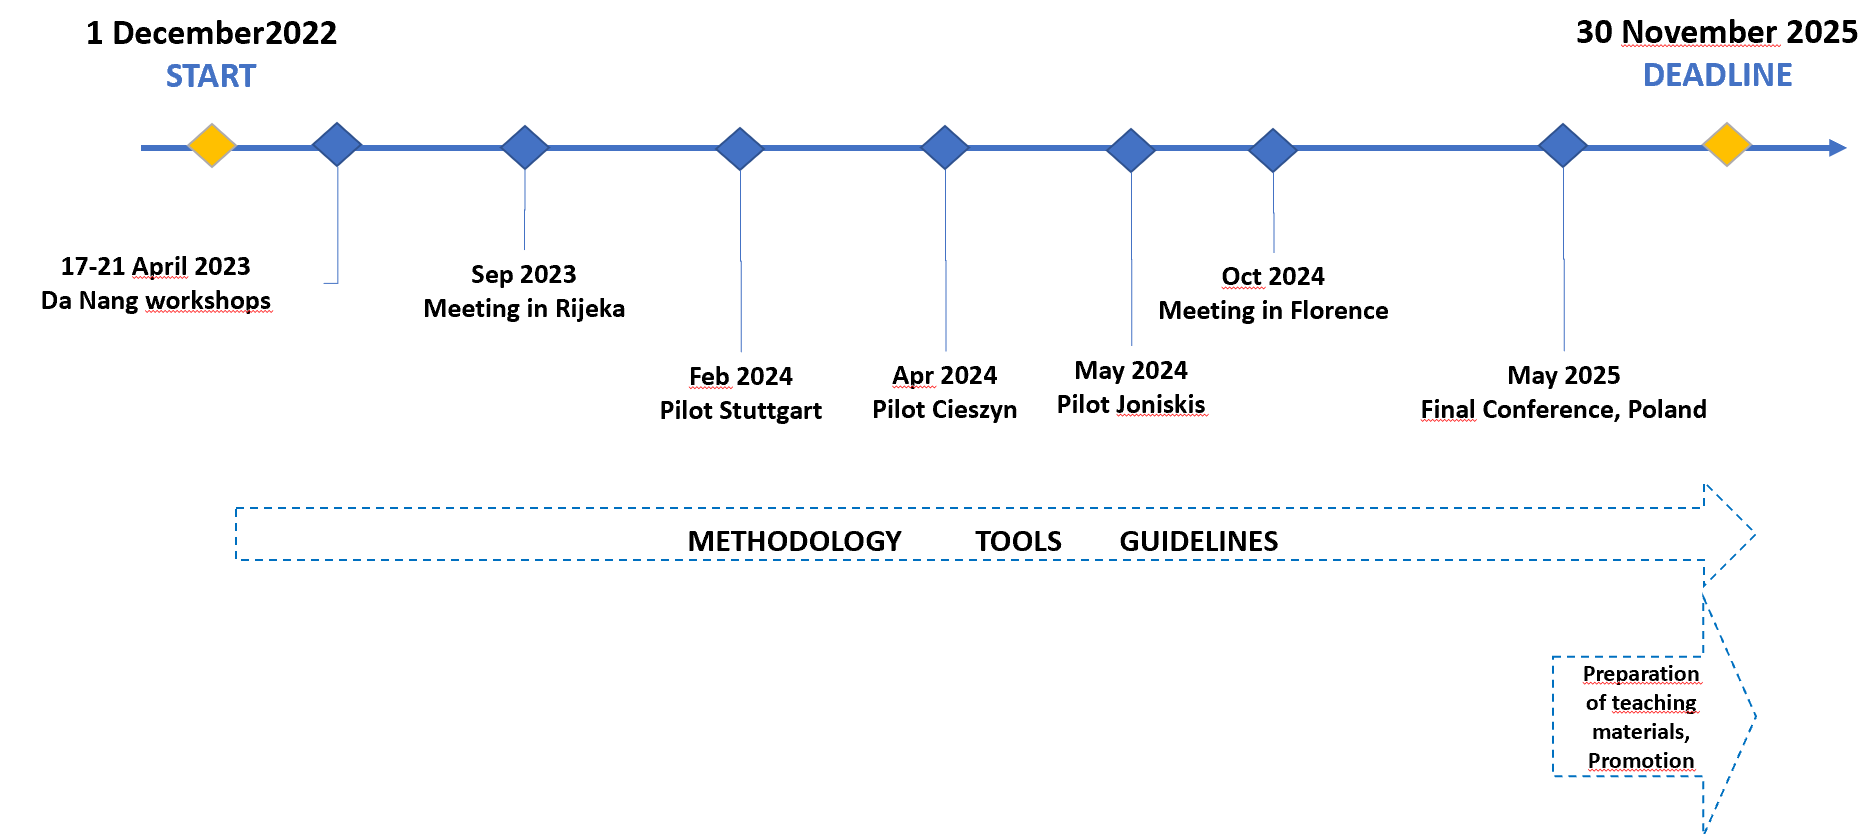 1 December2022
START
30 November 2025
DEADLINE
17-21 April 2023
Da Nang workshops
Sep 2023
Meeting in Rijeka
Feb 2024
Pilot Stuttgart
Apr 2024
Pilot Cieszyn
May 2024
Pilot Joniskis
Oct 2024
Meeting in Florence
May 2025
Final Conference, Poland
METHODOLOGY TOOLS GUIDELINES
Preparation
of teaching
materials,
Promotion